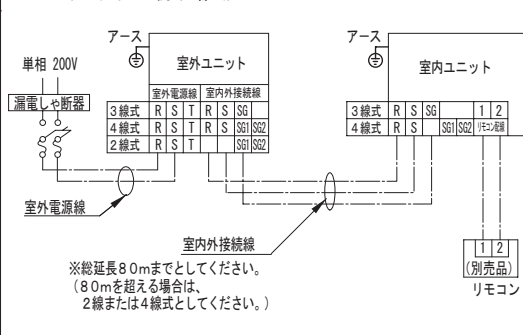 アース
室外ユニット
単相 200V
漏電しゃ断器
室外電源線 室内外接続線
3線式 R S T R S SG
4線式 R S T R S SG1 SG2
2線式 R S T SG1 SG2
室外電源線
室内外接続線
※総延長80mまでとしてください。
(80mを超える場合は、
2線または4線式としてください。)
アース
室内ユニット
3線式 R S SG 1 2
4線式 R S SG1 SG2 リモコン配線
1 2
(別売品)
リモコン